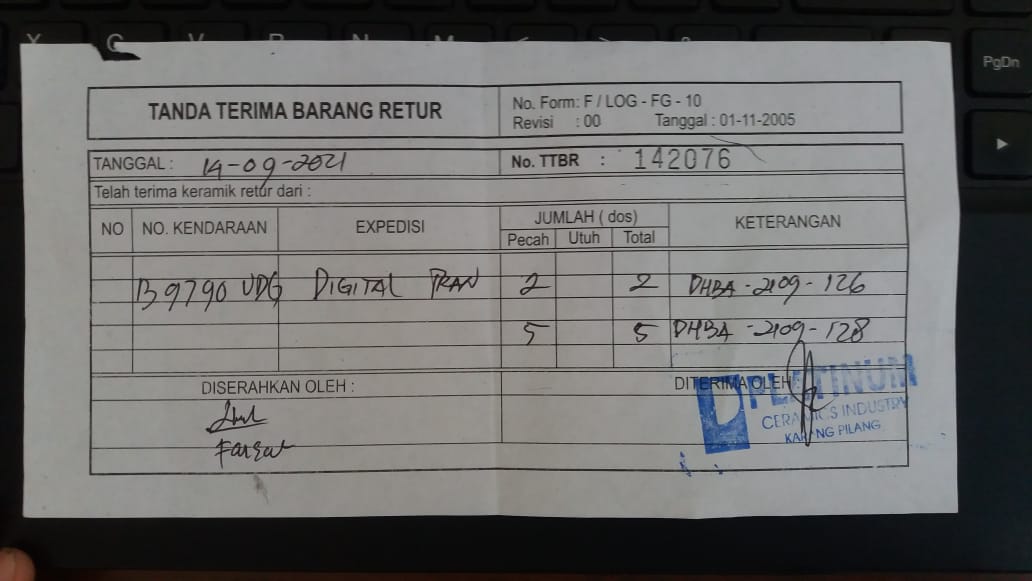 TANDA TERIMA BARANG RETUR
No. Form: F / LOG - FG - 10
Revisi : 00 Tanggal : 01-11-2005
TANGGAL : 14-09-2021 No. TTBR : 142076
Telah terima keramik retur dari :
NO NO. KENDARAAN EXPEDISI JUMLAH ( dos) KETERANGAN
Pecah Utuh Total
B 9790 UDG DIGITAL TRAN 2 2 DHBA -2109 -126
5 5 DHBA -2109 -128
DISERAHKAN OLEH : DITERIMA OLEH
PLATINUM
CERAMICS INDUSTRY
KARANG PILANG
PgDn